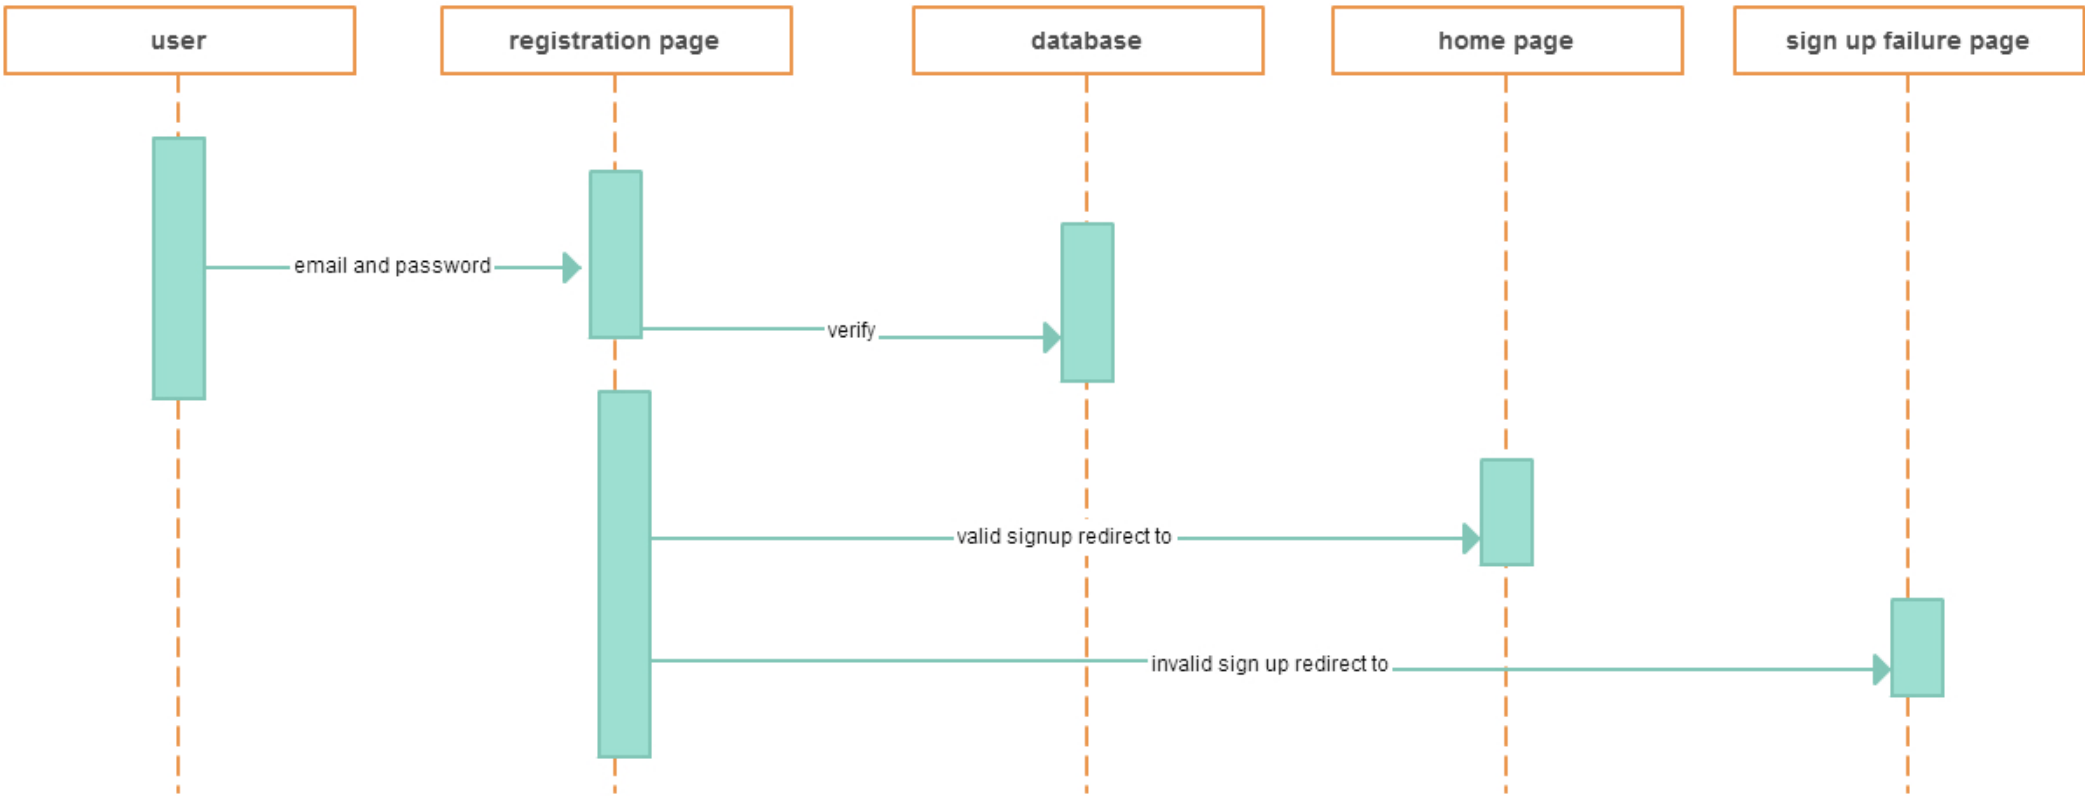 user
registration page
database
home page
sign up failure page
email and password
verify
valid signup redirect to
invalid sign up redirect to